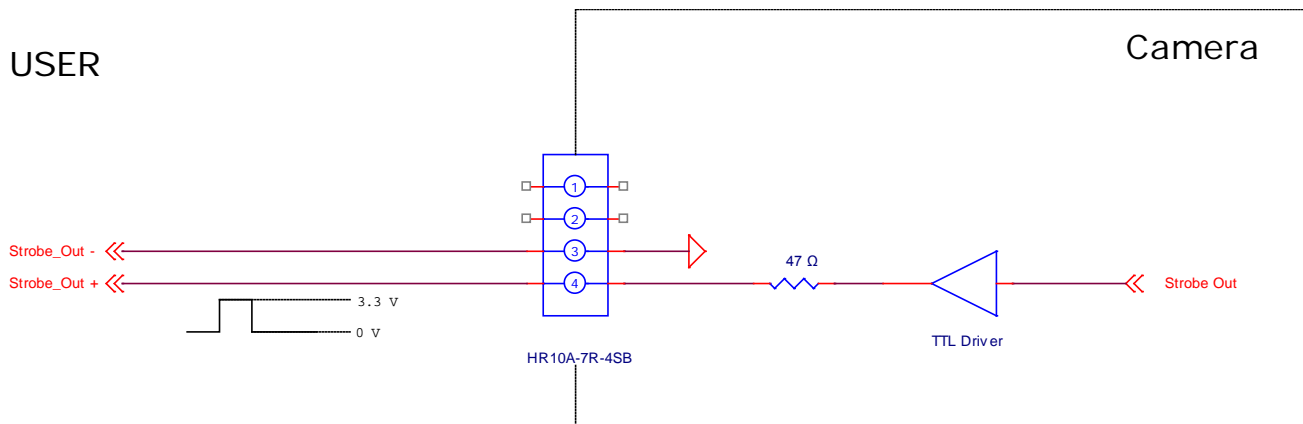 USER
Camera
1
2
Strobe_Out -
3
47 Ω
Strobe_Out +
4
Strobe Out
3.3 V
0 V
TTL Driver
HR10A-7R-4SB